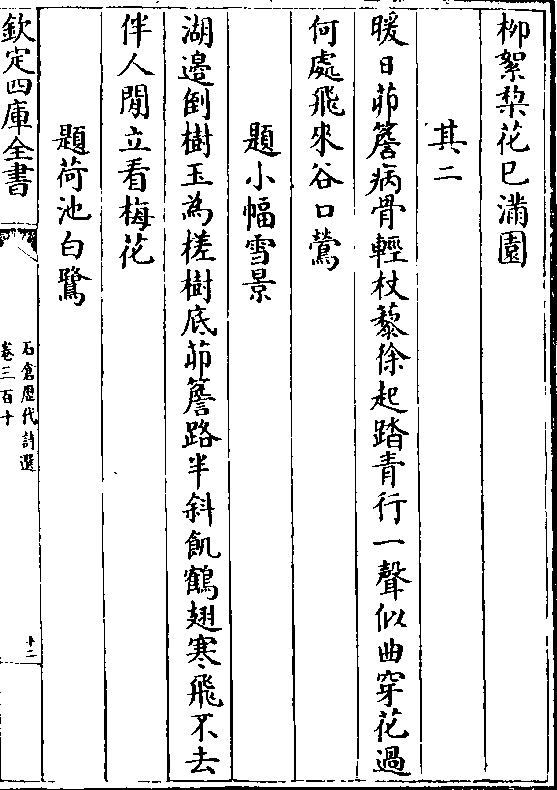 柳絮棃花已滿園
其二
暖日茆簷病骨輕杖藜徐起踏青行一聲似曲穿花過
何處飛來谷口鶯
題小幅雪景
湖邊倒樹玉為槎樹底茆簷路半斜飢鶴翅寒飛不去
伴人閒立看梅花
題荷池白鷺
欽定四庫全書
石倉歷代詩選
卷三百十
十二